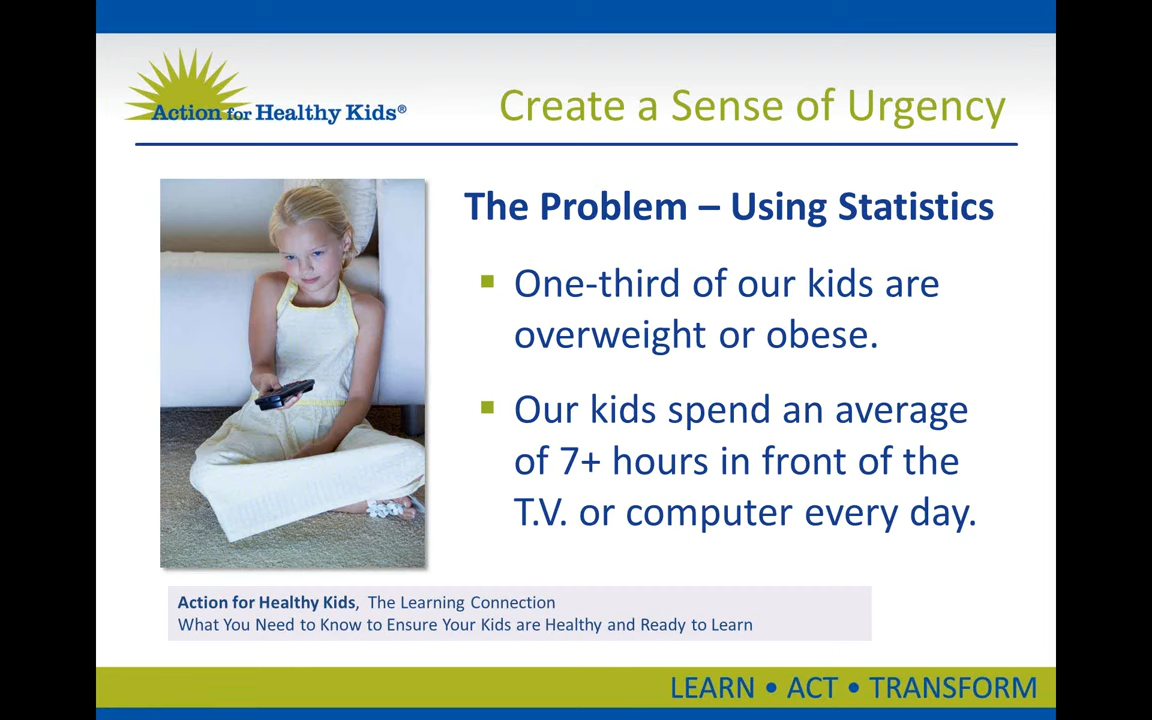 Action for Healthy Kids®
Create a Sense of Urgency
The Problem – Using Statistics
▪ One-third of our kids are
overweight or obese.
▪ Our kids spend an average
of 7+ hours in front of the
T.V. or computer every day.
Action for Healthy Kids, The Learning Connection
What You Need to Know to Ensure Your Kids are Healthy and Ready to Learn
LEARN • ACT • TRANSFORM